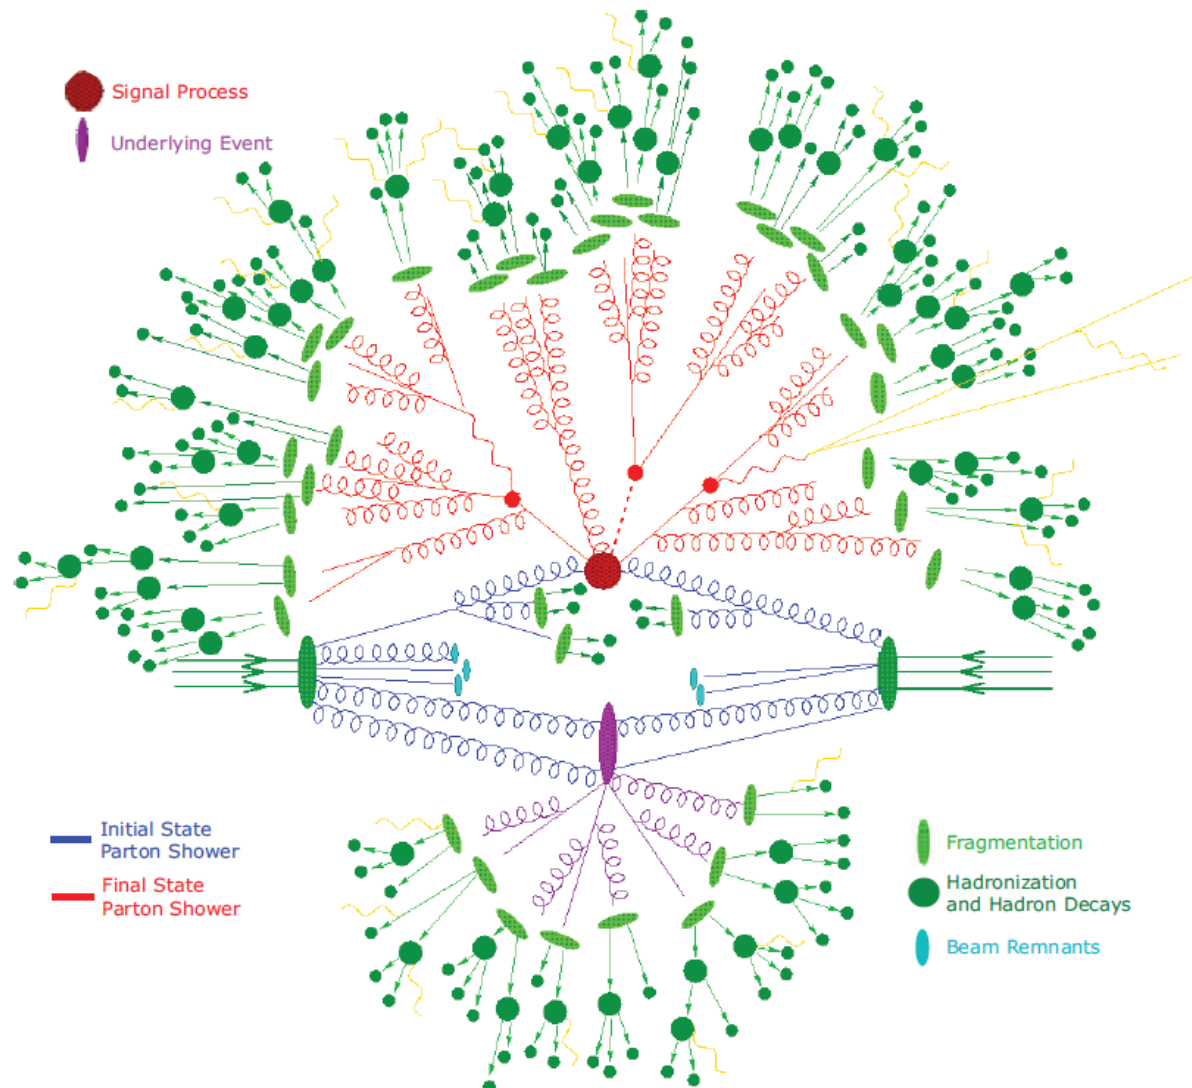 Signal Process
Underlying Event
Initial State
Parton Shower
Final State
Parton Shower
Fragmentation
Hadronization
and Hadron Decays
Beam Remnants